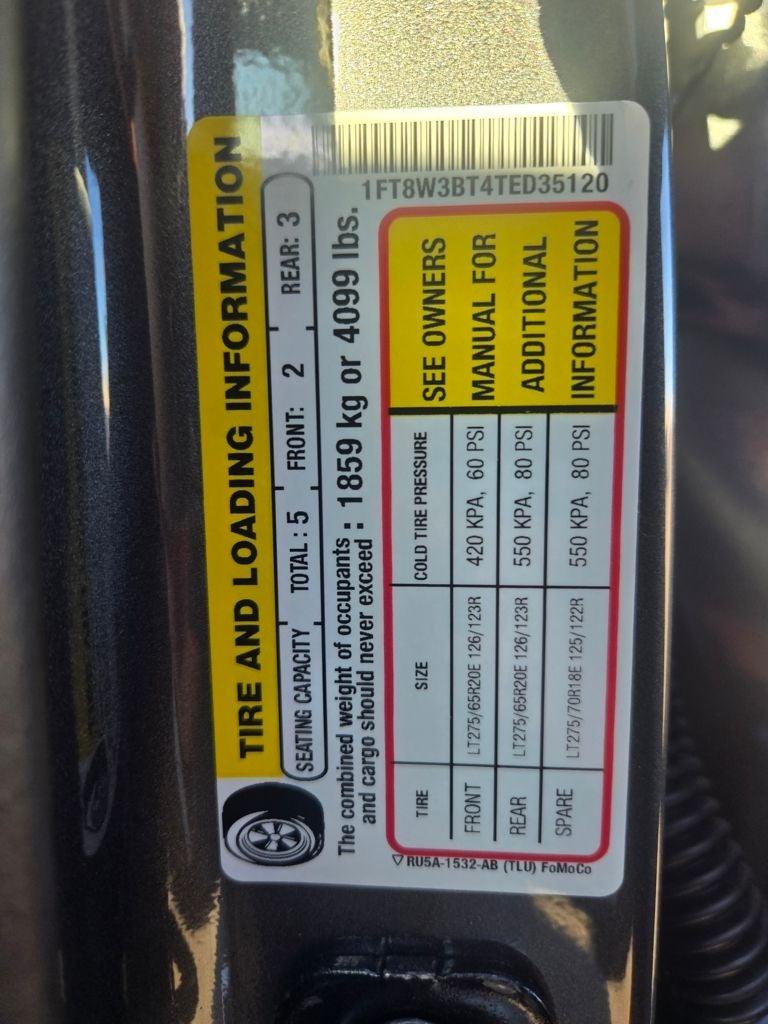 TIRE AND LOADING INFORMATION
SEATING CAPACITY TOTAL: 5 FRONT: 2 REAR: 3
The combined weight of occupants and cargo should never exceed : 1859 kg or 4099 lbs.
1FT8W3BT4TED35120
TIRE SIZE COLD TIRE PRESSURE
FRONT LT275/65R20E 126/123R 420 KPA, 60 PSI
REAR LT275/65R20E 126/123R 550 KPA, 80 PSI
SPARE LT275/70R18E 125/122R 550 KPA, 80 PSI
SEE OWNERS
MANUAL FOR
ADDITIONAL
INFORMATION
▽ RU5A-1532-AB (TLU) FoMoCo